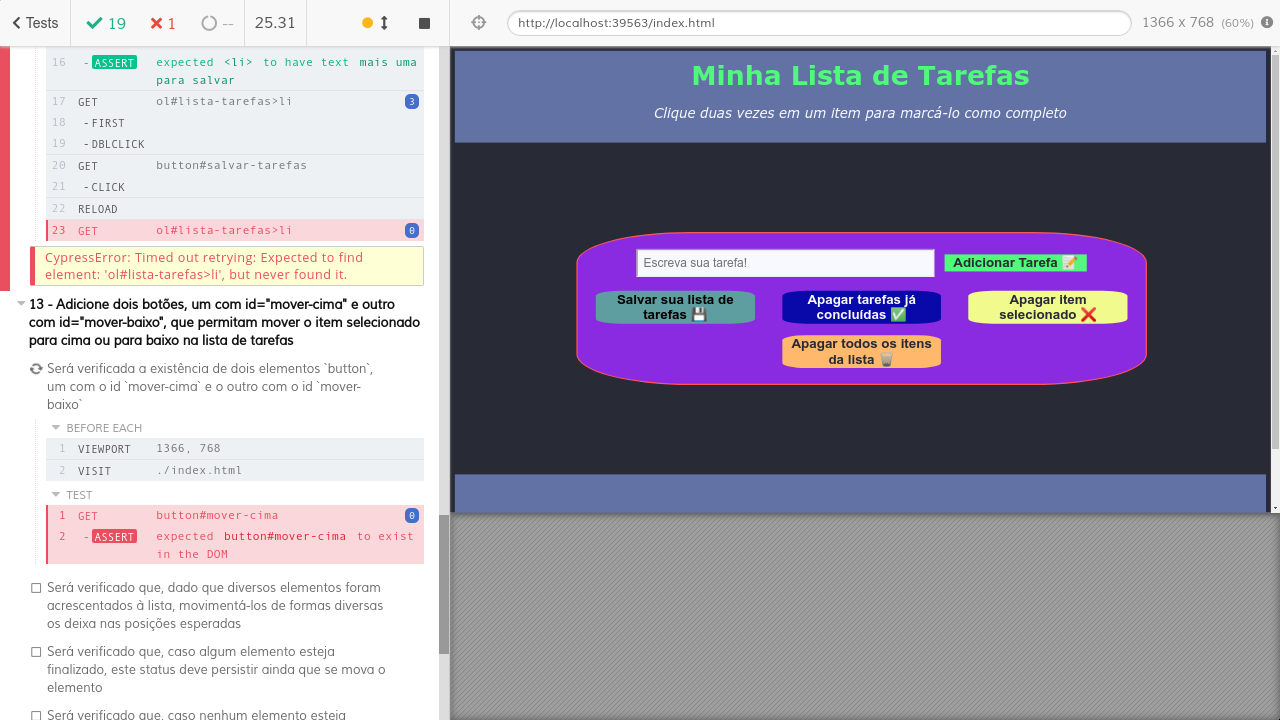 Tests
19
1
--
25.31
http://localhost:39563/index.html
1366 x 768 (60%)
16 -ASSERT expected <li> to have text mais uma
para salvar
17 GET ol#lista-tarefas>li 3
18 -FIRST
19 -DBLCLICK
20 GET button#salvar-tarefas
21 -CLICK
22 RELOAD
23 GET ol#lista-tarefas>li 0
CypressError: Timed out retrying: Expected to find
element: 'ol#lista-tarefas>li', but never found it.
13 - Adicione dois botões, um com id="mover-cima" e outro
com id="mover-baixo", que permitam mover o item selecionado
para cima ou para baixo na lista de tarefas
Será verificada a existência de dois elementos `button`,
um com o id `mover-cima` e o outro com o id `mover-
baixo`
BEFORE EACH
1 VIEWPORT 1366, 768
2 VISIT ./index.html
TEST
1 GET button#mover-cima 0
2 -ASSERT expected button#mover-cima to exist
in the DOM
Será verificado que, dado que diversos elementos foram
acrescentados à lista, movimentá-los de formas diversas
os deixa nas posições esperadas
Será verificado que, caso algum elemento esteja
finalizado, este status deve persistir ainda que se mova o
elemento
Será verificado que, caso nenhum elemento esteja
Minha Lista de Tarefas
Clique duas vezes em um item para marcá-lo como completo
Escreva sua tarefa!
Adicionar Tarefa 📝
Salvar sua lista de
tarefas 💾
Apagar tarefas já
concluídas ✅
Apagar item
selecionado ❌
Apagar todos os itens
da lista 🗑️